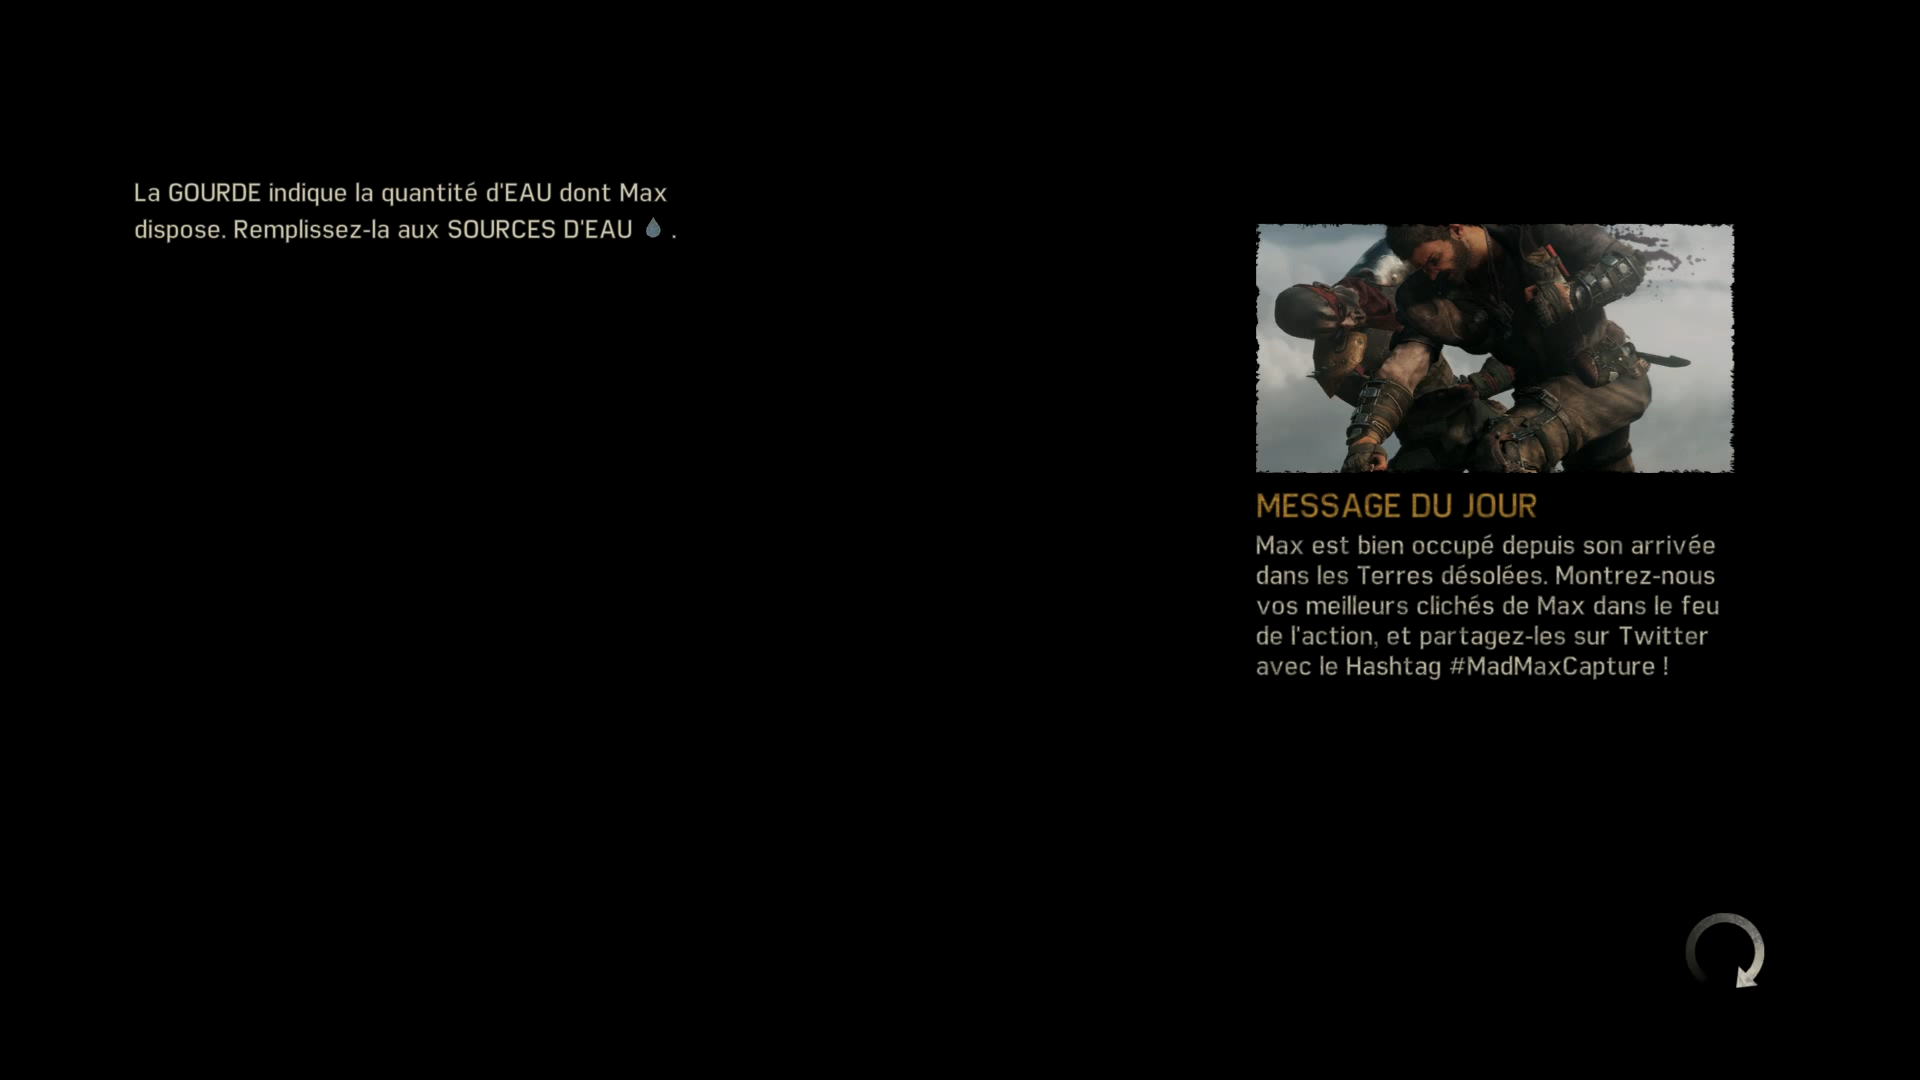 La GOURDE indique la quantité d'EAU dont Max
dispose. Remplissez-la aux SOURCES D'EAU .
MESSAGE DU JOUR
Max est bien occupé depuis son arrivée
dans les Terres désolées. Montrez-nous
vos meilleurs clichés de Max dans le feu
de l'action, et partagez-les sur Twitter
avec le Hashtag #MadMaxCapture !